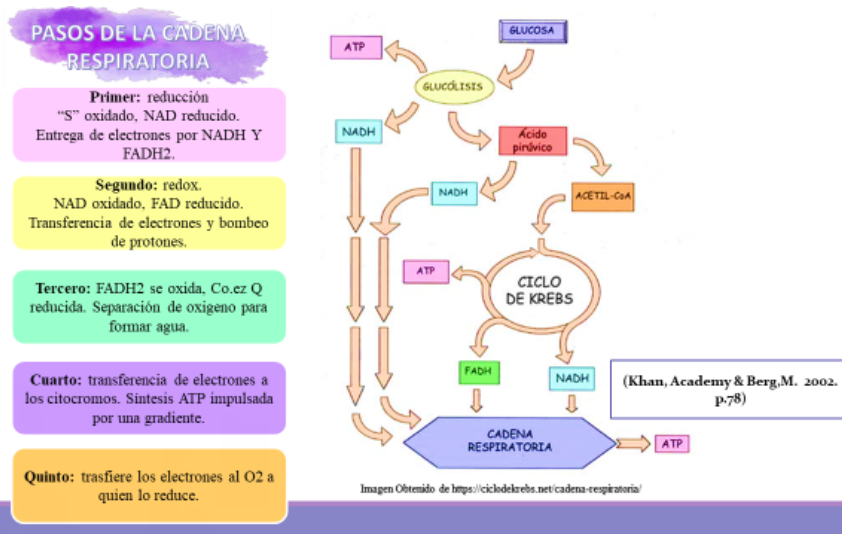 PASOS DE LA CADENA
RESPIRATORIA
Primer: reducción
“S” oxidado, NAD reducido.
Entrega de electrones por NADH Y
FADH2.
Segundo: redox.
NAD oxidado, FAD reducido.
Transferencia de electrones y bombeo
de protones.
Tercero: FADH2 se oxida, Co.ez Q
reducida. Separación de oxigeno para
formar agua.
Cuarto: transferencia de electrones a
los citocromos. Síntesis ATP impulsada
por una gradiente.
Quinto: trasfiere los electrones al O2 a
quien lo reduce.
GLUCOSA
ATP
GLUCÓLISIS
NADH
Ácido
pirúvico
NADH
ACETIL-CoA
ATP
CICLO
DE KREBS
FADH
NADH
CADENA
RESPIRATORIA
ATP
(Khan, Academy & Berg,M. 2002.
p.78)
Imagen Obtenido de https://ciclodekrebs.net/cadena-respiratoria/